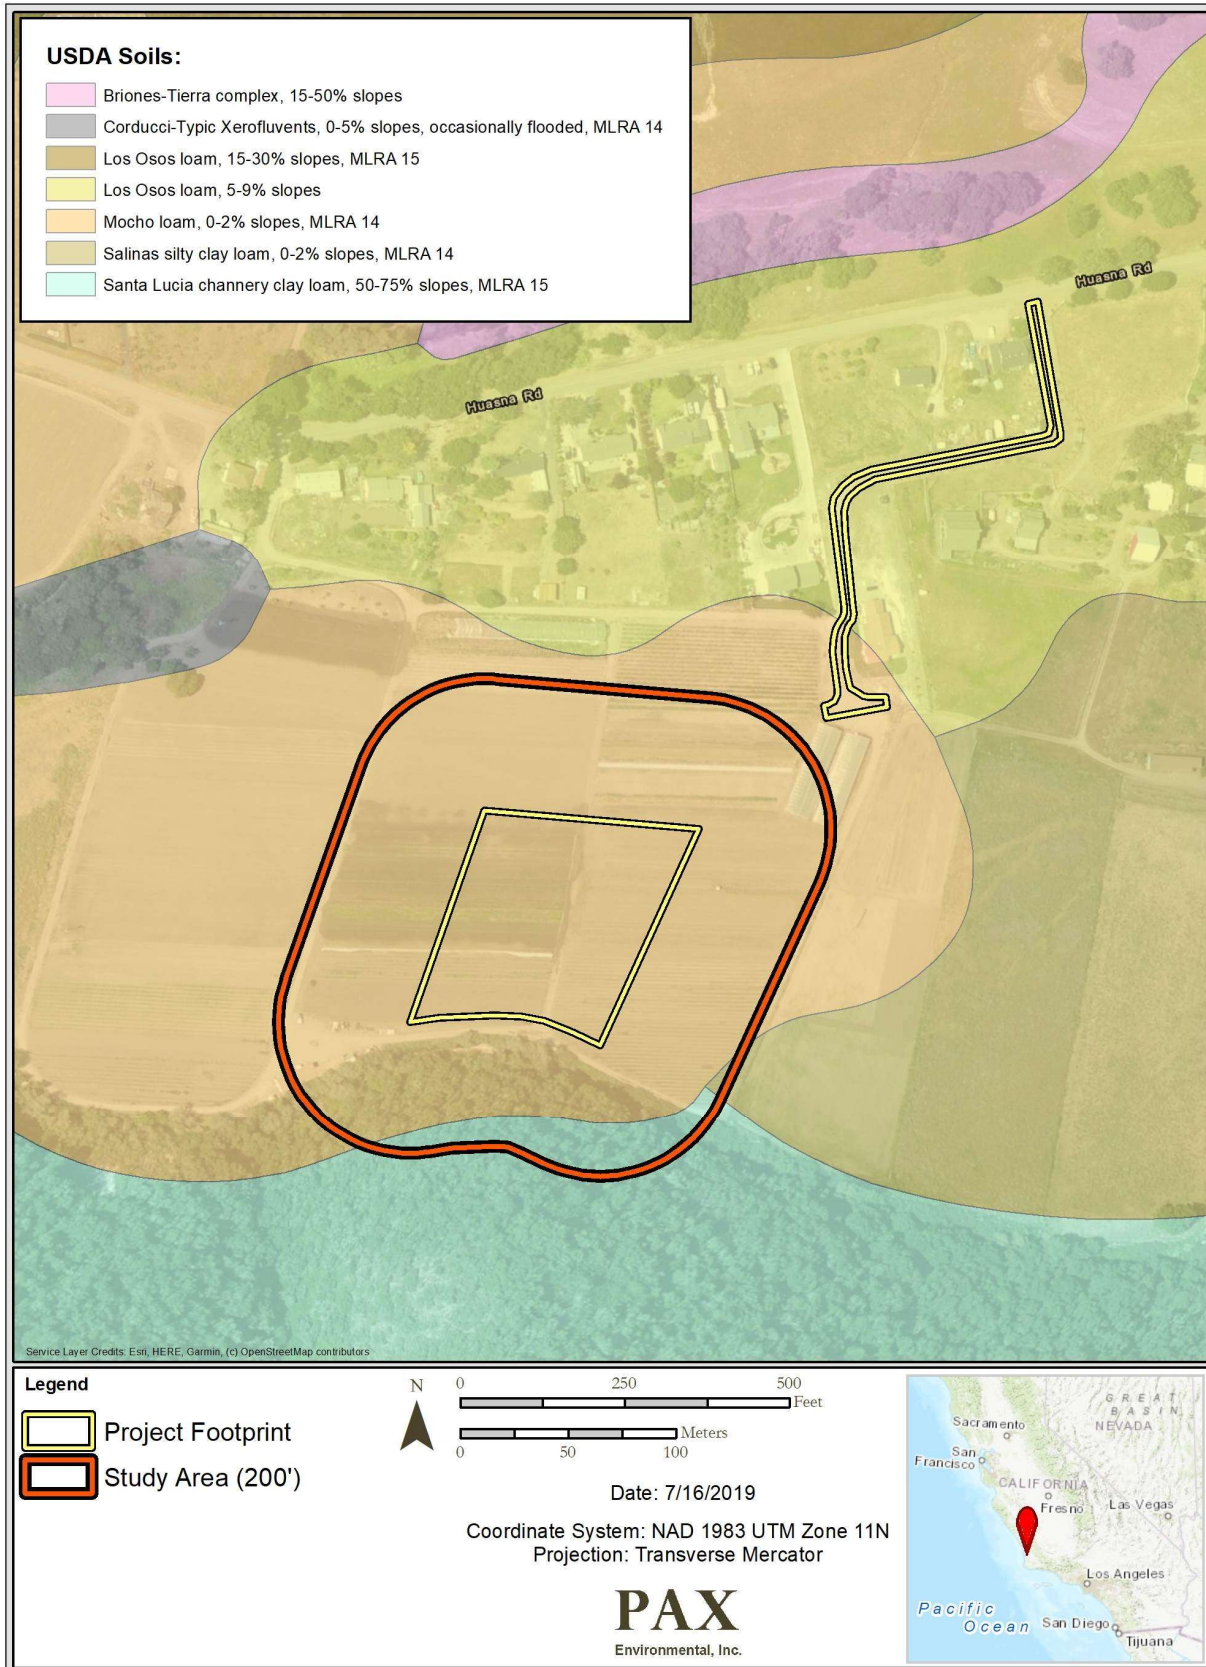 USDA Soils:
Briones-Tierra complex, 15-50% slopes
Corducci-Typic Xerofluvents, 0-5% slopes, occasionally flooded, MLRA 14
Los Osos loam, 15-30% slopes, MLRA 15
Los Osos loam, 5-9% slopes
Mocho loam, 0-2% slopes, MLRA 14
Salinas silty clay loam, 0-2% slopes, MLRA 14
Santa Lucia channery clay loam, 50-75% slopes, MLRA 15
Huasna Rd
Huasna Rd
Service Layer Credits: Esri, HERE, Garmin, (c) OpenStreetMap contributors
Legend
Project Footprint
Study Area (200')
N
0 250 500
Feet
Meters
0 50 100
Date: 7/16/2019
Coordinate System: NAD 1983 UTM Zone 11N
Projection: Transverse Mercator
PAX
Environmental, Inc.
GREAT
BASIN
NEVADA
Sacramento
San
Francisco
CALIFORNIA
Fresno
Las Vegas
Los Angeles
Pacific
Ocean
San Diego
Tijuana